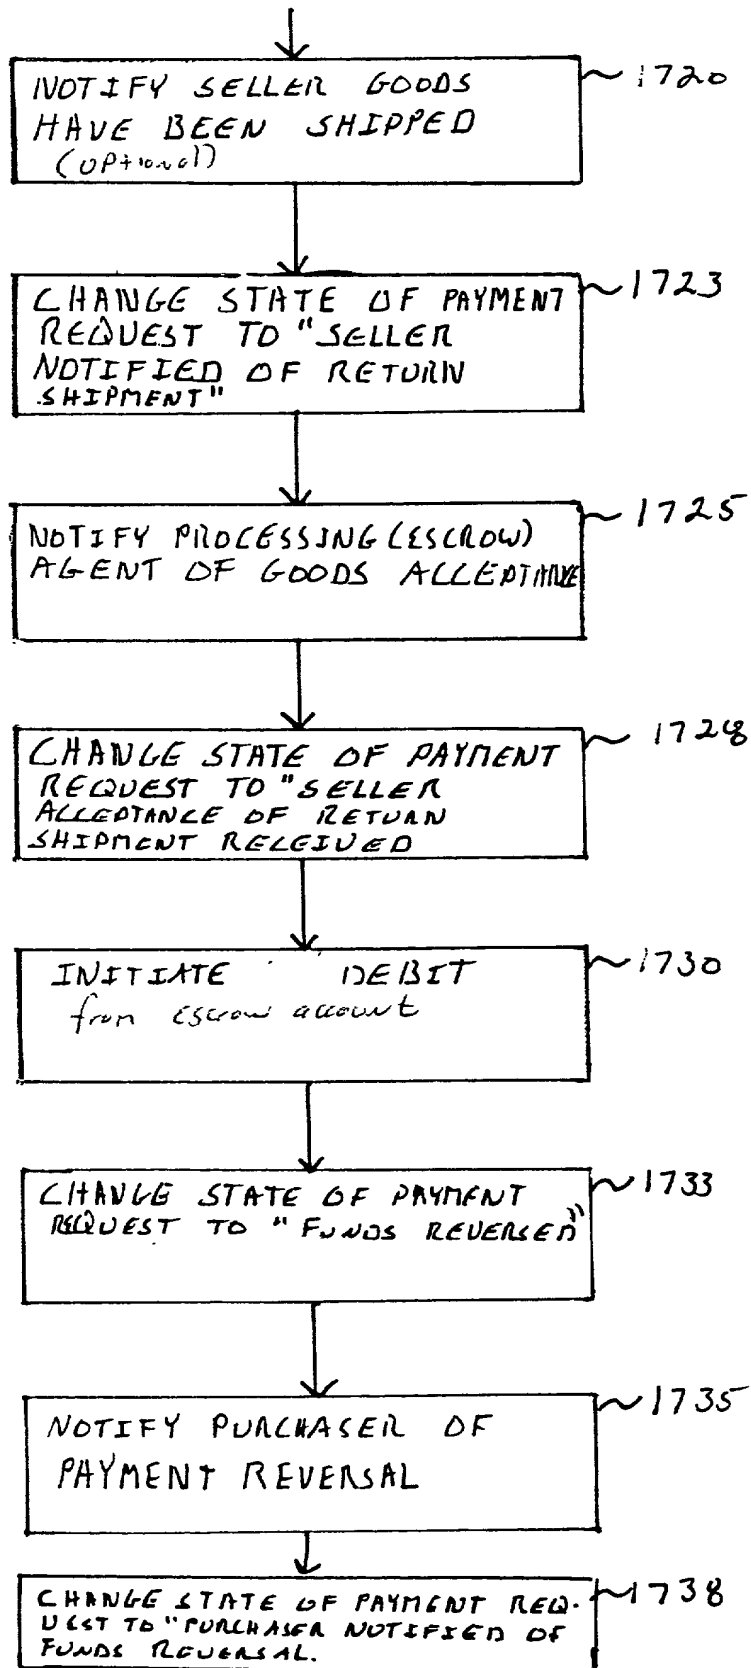 NOTIFY SELLER GOODS 1720
HAVE BEEN SHIPPED
(optional)
CHANGE STATE OF PAYMENT 1723
REQUEST TO "SELLER
NOTIFIED OF RETURN
SHIPMENT"
NOTIFY PROCESSING (ESCROW) 1725
AGENT OF GOODS ACCEPTANCE
CHANGE STATE OF PAYMENT 1728
REQUEST TO "SELLER
ACCEPTANCE OF RETURN
SHIPMENT RECEIVED
INITIATE DEBIT 1730
from escrow account
CHANGE STATE OF PAYMENT 1733
REQUEST TO "FUNDS REVERSED"
NOTIFY PURCHASER OF 1735
PAYMENT REVERSAL
CHANGE STATE OF PAYMENT REQ- 1738
UEST TO "PURCHASER NOTIFIED OF
FUNDS REVERSAL.